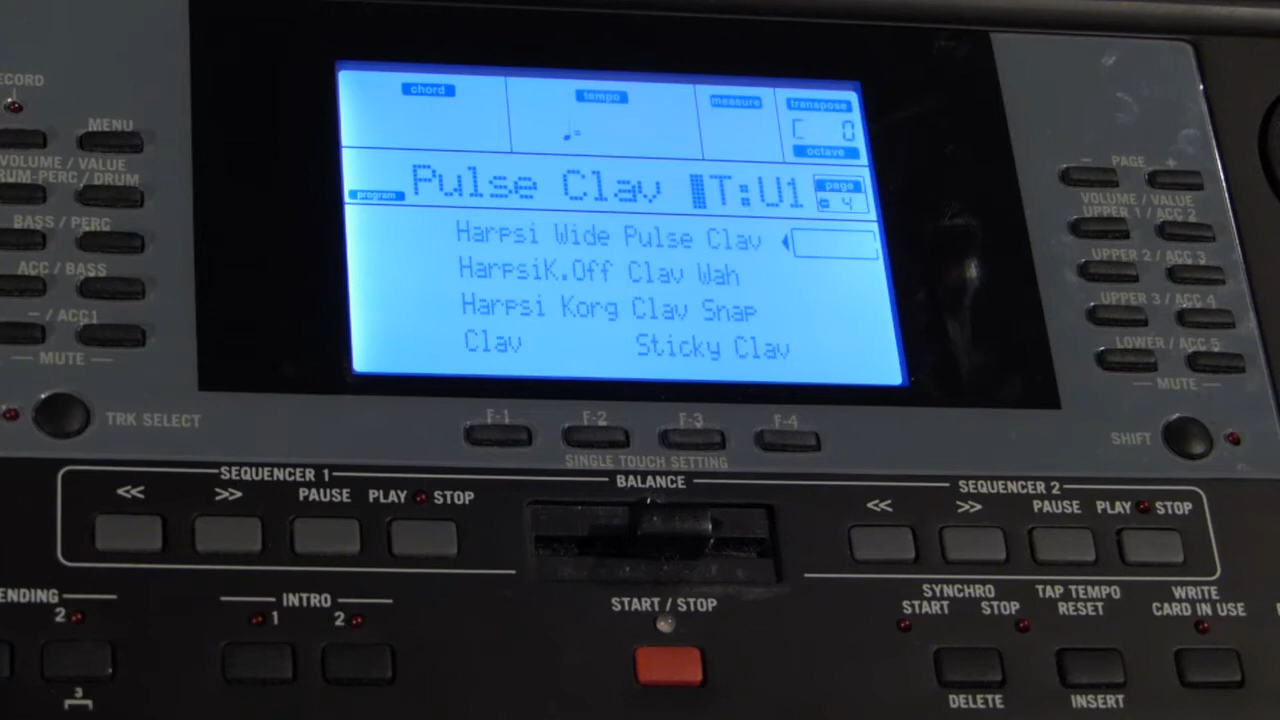 ECORD
MENU
VOLUME / VALUE
RUM-PERC / DRUM
BASS / PERC
ACC / BASS
– / ACC1
— MUTE —
TRK SELECT
chord
tempo
measure
transpose
♩=
C 0
octave
program
Pulse Clav T:U1
page
4
Harpsi Wide Pulse Clav
HarpsiK.Off Clav Wah
Harpsi Korg Clav Snap
Clav Sticky Clav
– PAGE +
VOLUME / VALUE
UPPER 1 / ACC 2
UPPER 2 / ACC 3
UPPER 3 / ACC 4
LOWER / ACC 5
— MUTE —
SHIFT
F-1 F-2 F-3 F-4
SINGLE TOUCH SETTING
SEQUENCER 1
<< >> PAUSE PLAY STOP
BALANCE
SEQUENCER 2
<< >> PAUSE PLAY STOP
ENDING
2
3
INTRO
1 2
START / STOP
SYNCHRO
START STOP
TAP TEMPO
RESET
WRITE
CARD IN USE
DELETE
INSERT